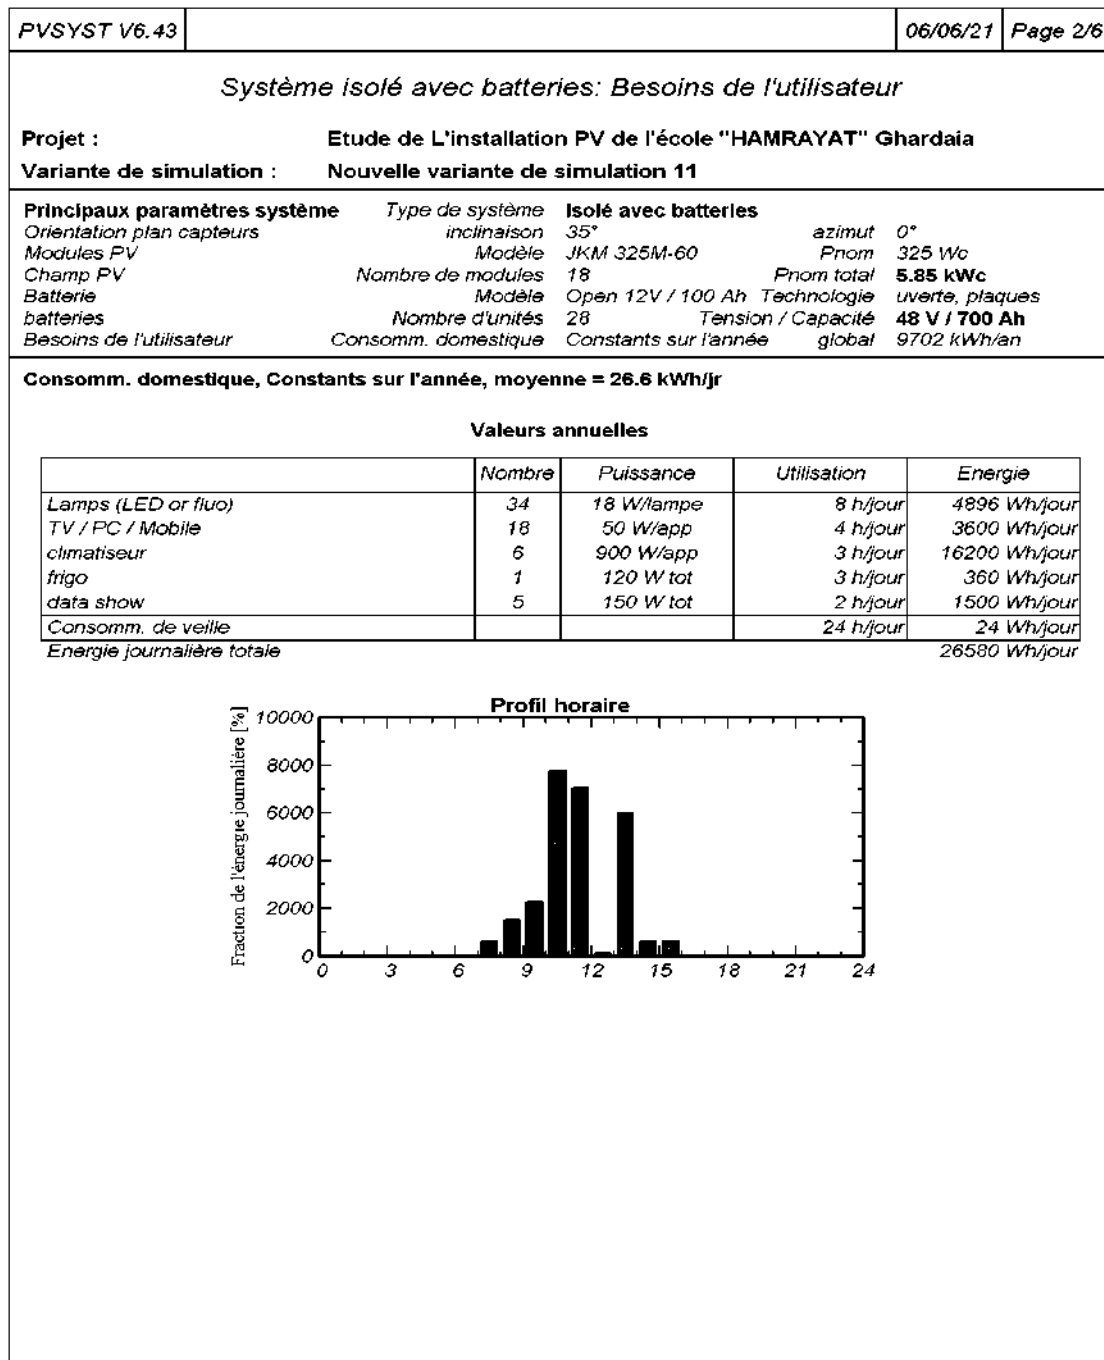 PVSYST V6.43 06/06/21 Page 2/6
Système isolé avec batteries: Besoins de l'utilisateur
Projet : Etude de L'installation PV de l'école "HAMRAYAT" Ghardaia
Variante de simulation : Nouvelle variante de simulation 11
Principaux paramètres système Type de système Isolé avec batteries
Orientation plan capteurs inclinaison 35° azimut 0°
Modules PV Modèle JKM 325M-60 Pnom 325 Wc
Champ PV Nombre de modules 18 Pnom total 5.85 kWc
Batterie Modèle Open 12V / 100 Ah Technologie uverte, plaques
batteries Nombre d'unités 28 Tension / Capacité 48 V / 700 Ah
Besoins de l'utilisateur Consomm. domestique Constants sur l'année global 9702 kWh/an
Consomm. domestique, Constants sur l'année, moyenne = 26.6 kWh/jr
Valeurs annuelles
Nombre Puissance Utilisation Energie
Lamps (LED or fluo) 34 18 W/lampe 8 h/jour 4896 Wh/jour
TV / PC / Mobile 18 50 W/app 4 h/jour 3600 Wh/jour
climatiseur 6 900 W/app 3 h/jour 16200 Wh/jour
frigo 1 120 W tot 3 h/jour 360 Wh/jour
data show 5 150 W tot 2 h/jour 1500 Wh/jour
Consomm. de veille 24 h/jour 24 Wh/jour
Energie journalière totale 26580 Wh/jour
Profil horaire
Fraction de l'énergie journalière [%]
10000
8000
6000
4000
2000
0
0 3 6 9 12 15 18 21 24